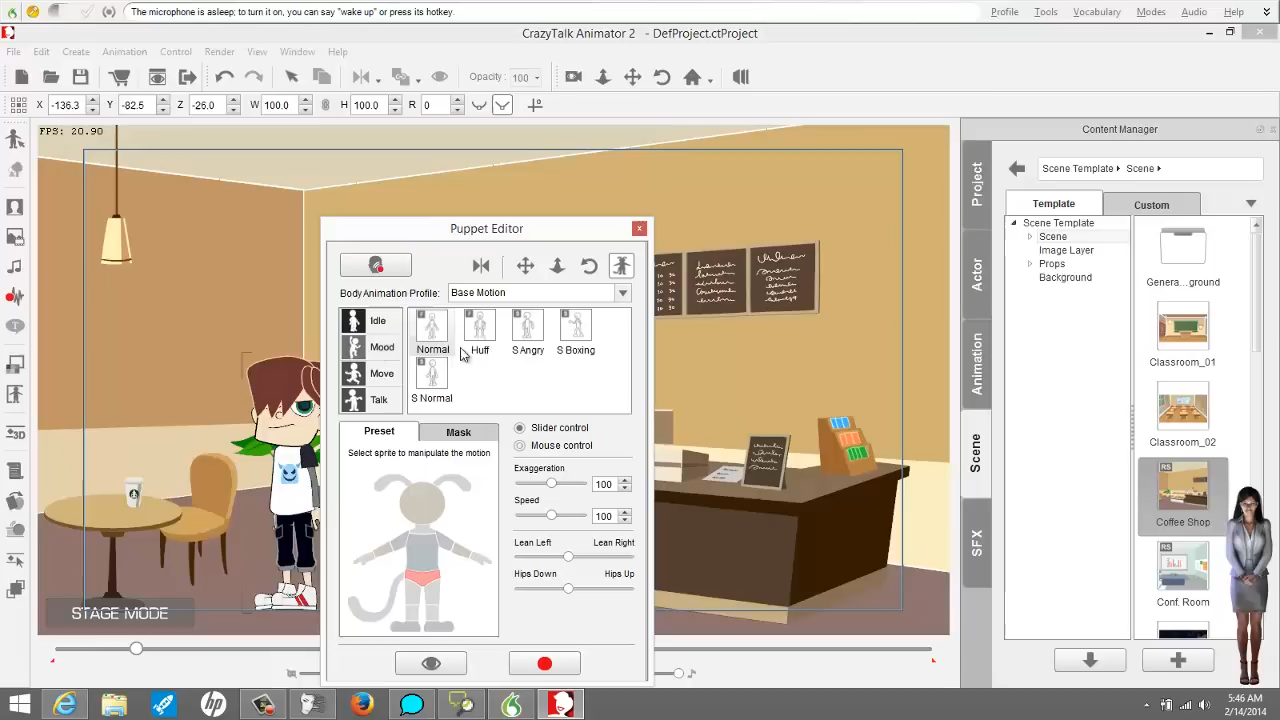 The microphone is asleep; to turn it on, you can say "wake up" or press its hotkey.
Profile Tools Vocabulary Modes Audio Help
CrazyTalk Animator 2 - DefProject.ctProject
File Edit Create Animation Control Render View Window Help
Opacity : 100
X -136.3 Y -82.5 Z -26.0 W 100.0 H 100.0 R 0
FPS: 20.90
Content Manager
Scene Template Scene
Template Custom
Project
Actor
Animation
Scene
SFX
Scene Template
Scene
Image Layer
Props
Background
Genera...ground
Classroom_01
Classroom_02
RS
Coffee Shop
RS
Conf. Room
Puppet Editor
Body Animation Profile: Base Motion
Idle
Mood
Move
Talk
F
Normal
F
Huff
S
S Angry
S
S Boxing
S
S Normal
Preset Mask
Select sprite to manipulate the motion
Slider control
Mouse control
Exaggeration
100
Speed
100
Lean Left Lean Right
Hips Down Hips Up
STAGE MODE
5:46 AM
2/14/2014